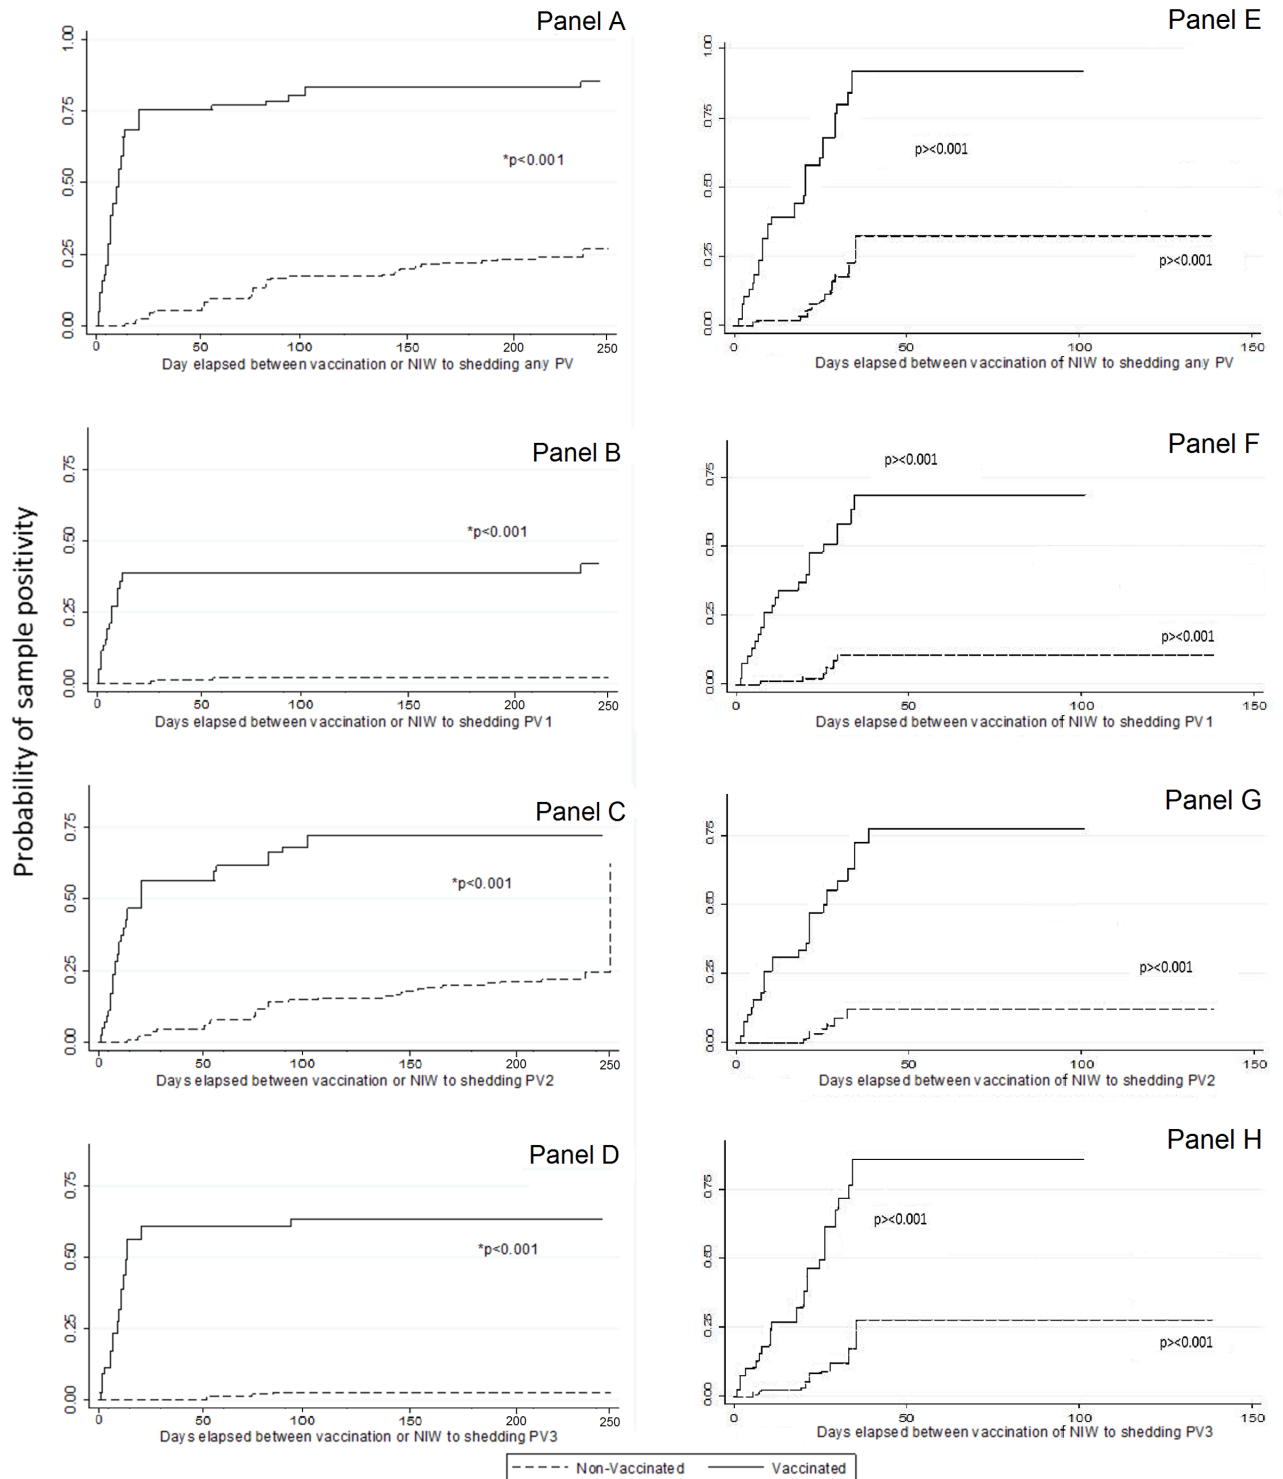 Probability of sample positivity
Panel A
1.00
0.75
0.50
0.25
0.00
*p<0.001
0 50 100 150 200 250
Day elapsed between vaccination or NIW to shedding any PV
Panel B
0.75
0.50
0.25
0.00
*p<0.001
0 50 100 150 200 250
Days elapsed between vaccination or NIW to shedding PV1
Panel C
0.75
0.50
0.25
0.00
*p<0.001
0 50 100 150 200 250
Days elapsed between vaccination or NIW to shedding PV2
Panel D
0.75
0.50
0.25
0.00
*p<0.001
0 50 100 150 200 250
Days elapsed between vaccination or NIW to shedding PV3
Panel E
1.00
0.75
0.50
0.25
0.00
p><0.001
p><0.001
0 50 100 150
Days elapsed between vaccination of NIW to shedding any PV
Panel F
0.75
0.50
0.25
0.00
p><0.001
p><0.001
0 50 100 150
Days elapsed between vaccination of NIW to shedding PV1
Panel G
0.75
0.50
0.25
0.00
p><0.001
0 50 100 150
Days elapsed between vaccination of NIW to shedding PV2
Panel H
0.75
0.50
0.25
0.00
p><0.001
p><0.001
0 50 100 150
Days elapsed between vaccination of NIW to shedding PV3
Non-Vaccinated Vaccinated